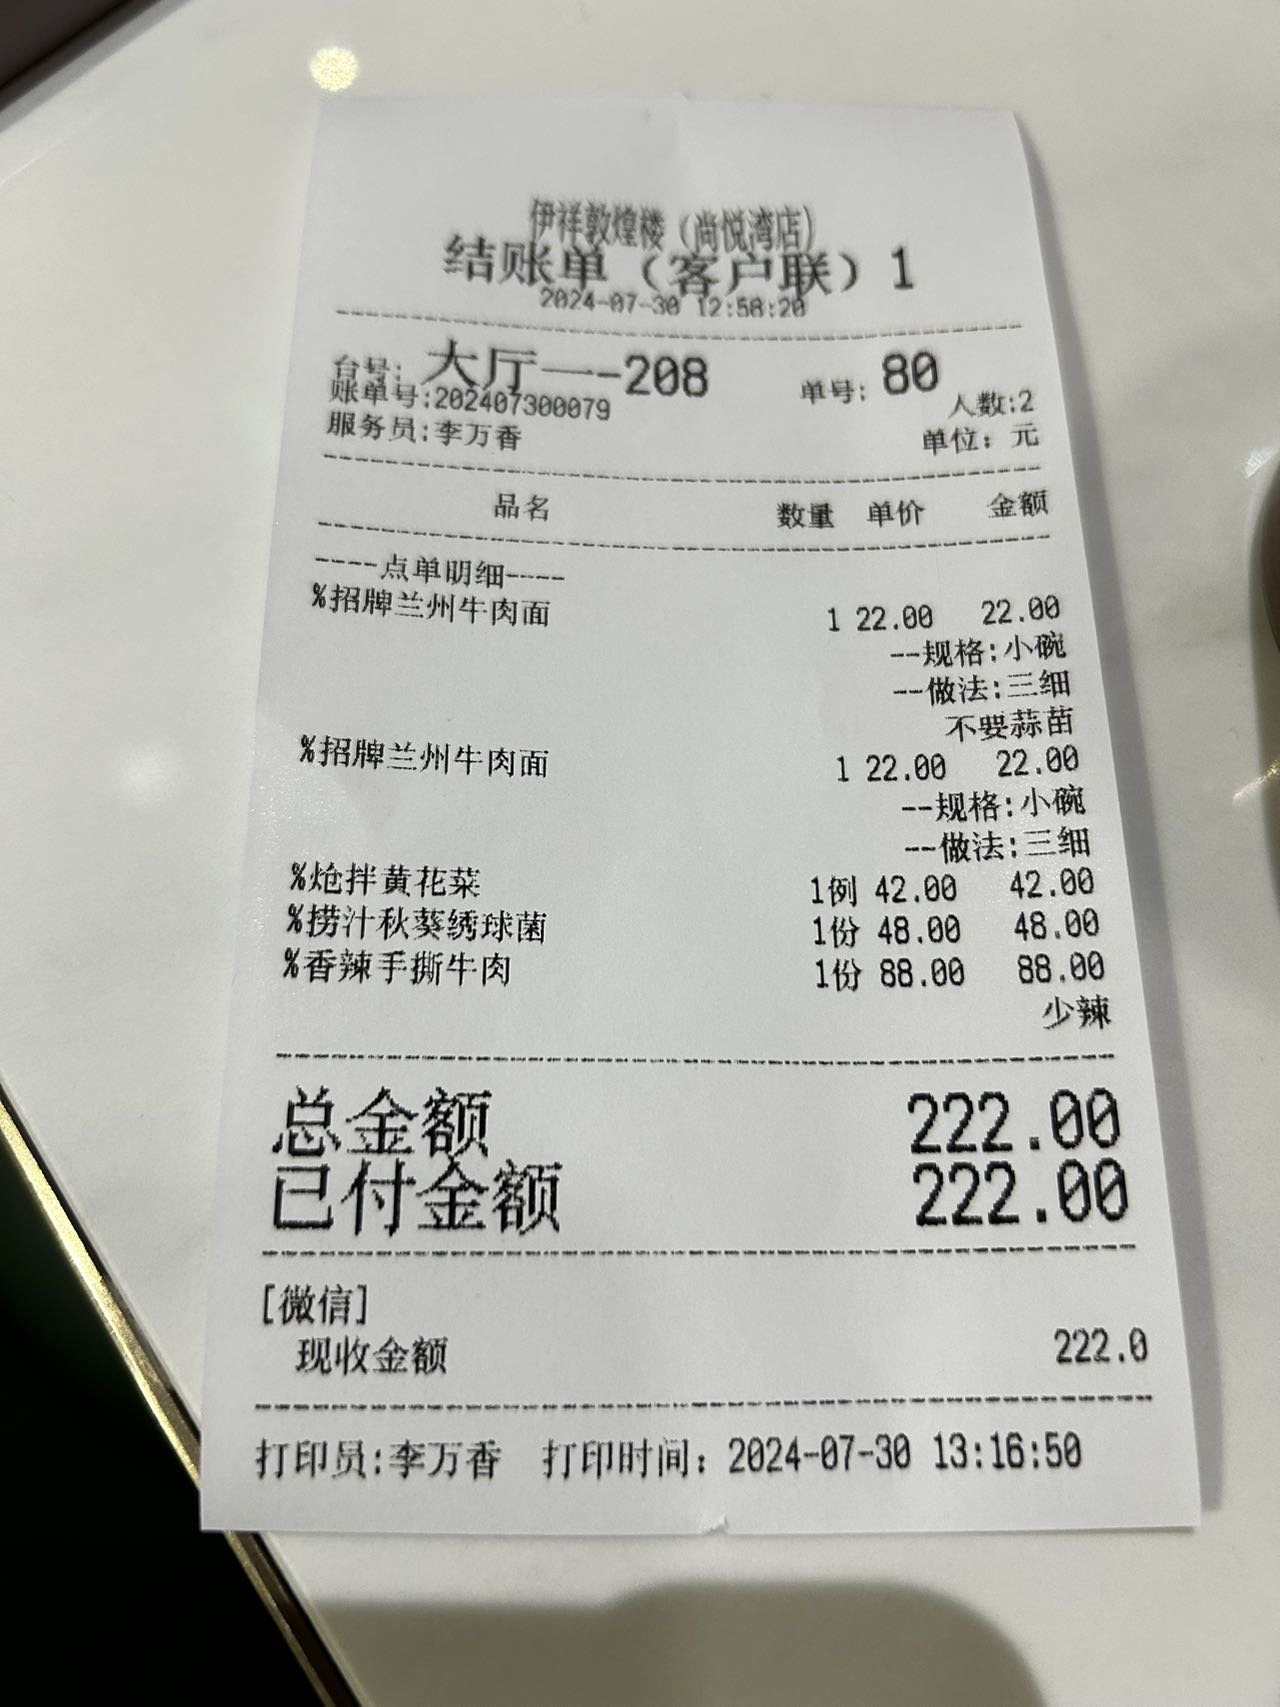 伊祥敦煌楼（尚悦湾店）
结账单（客户联）1
2024-07-30 12:58:20
台号: 大厅一-208 单号: 80
账单号:202407300079 人数:2
服务员:李万香 单位: 元
品名 数量 单价 金额
----点单明细----
%招牌兰州牛肉面 1 22.00 22.00
--规格:小碗
--做法:三细
不要蒜苗
%招牌兰州牛肉面 1 22.00 22.00
--规格:小碗
--做法:三细
%炝拌黄花菜 1例 42.00 42.00
%捞汁秋葵绣球菌 1份 48.00 48.00
%香辣手撕牛肉 1份 88.00 88.00
少辣
总金额 222.00
已付金额 222.00
[微信]
现收金额 222.0
打印员:李万香 打印时间: 2024-07-30 13:16:50